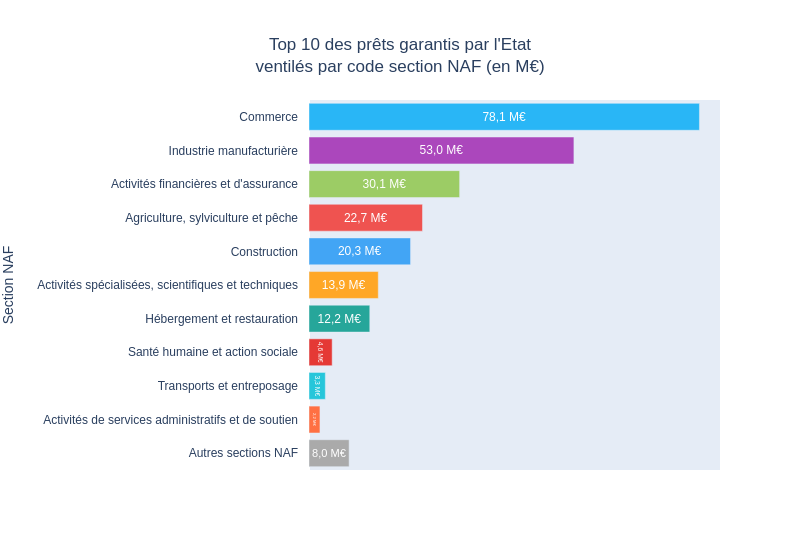 Top 10 des prêts garantis par l'Etat
ventilés par code section NAF (en M€)
Section NAF
Commerce 78,1 M€
Industrie manufacturière 53,0 M€
Activités financières et d'assurance 30,1 M€
Agriculture, sylviculture et pêche 22,7 M€
Construction 20,3 M€
Activités spécialisées, scientifiques et techniques 13,9 M€
Hébergement et restauration 12,2 M€
Santé humaine et action sociale 4,6 M€
Transports et entreposage 3,3 M€
Activités de services administratifs et de soutien
Autres sections NAF 8,0 M€